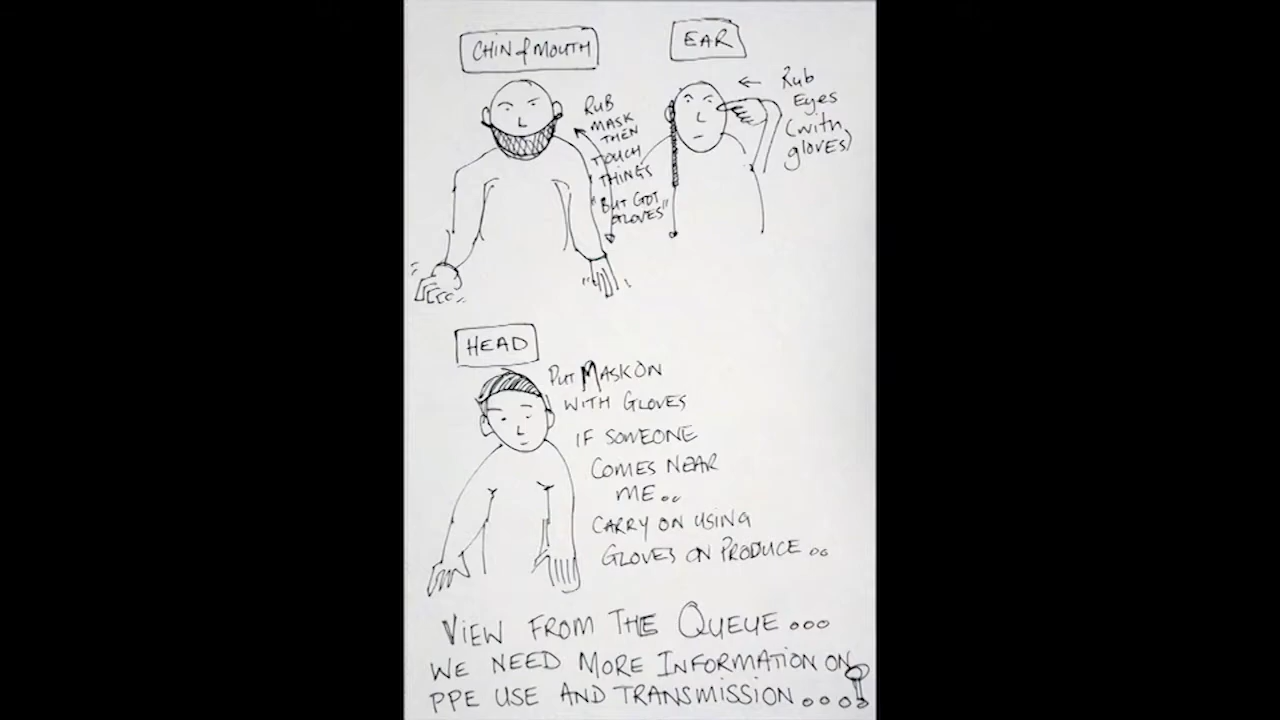 CHIN & MOUTH
RUB
MASK
THEN
TOUCH
THINGS
"BUT GOT
GLOVES"
EAR
← Rub
Eyes
(with
gloves)
HEAD
PUT MASK ON
WITH GLOVES
IF SOMEONE
COMES NEAR
ME..
CARRY ON USING
GLOVES ON PRODUCE ..
VIEW FROM THE QUEUE ...
WE NEED MORE INFORMATION ON
PPE USE AND TRANSMISSION ....